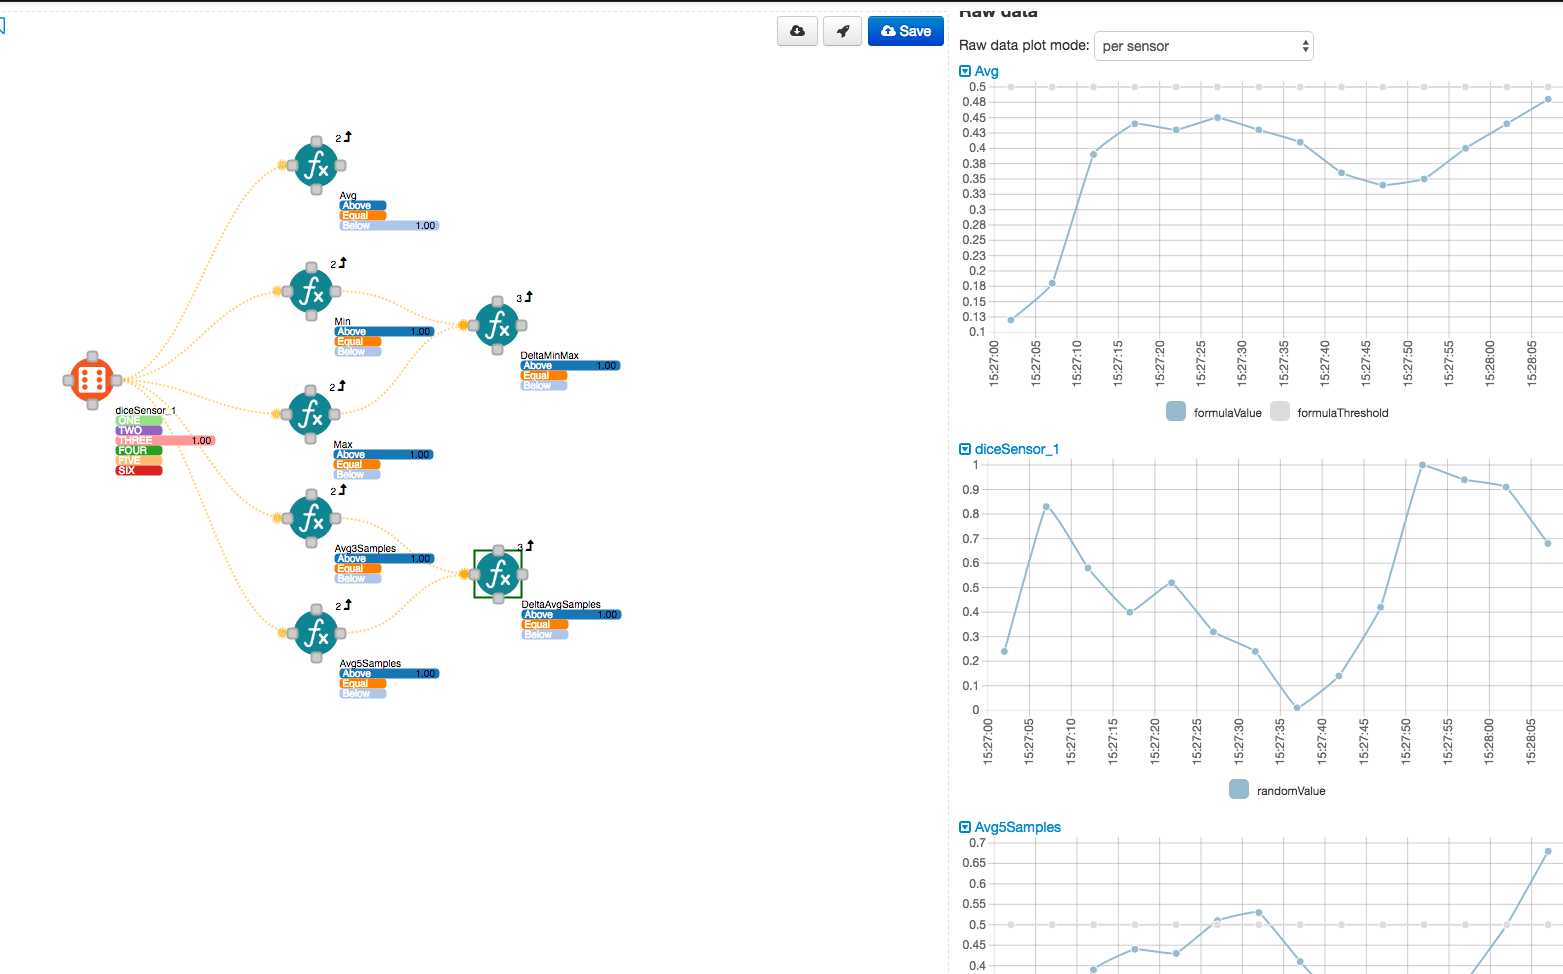 Save
2
Avg
Above
Equal
Below 1.00
2
Min
Above 1.00
Equal
Below
3
DeltaMinMax
Above 1.00
Equal
Below
2
Max
Above 1.00
Equal
Below
diceSensor_1
ONE
TWO
THREE 1.00
FOUR
FIVE
SIX
2
Avg3Samples
Above 1.00
Equal
Below
3
DeltaAvgSamples
Above 1.00
Equal
Below
2
Avg5Samples
Above 1.00
Equal
Below
Raw data
Raw data plot mode: per sensor
Avg
0.5
0.48
0.45
0.43
0.4
0.38
0.35
0.33
0.3
0.28
0.25
0.23
0.2
0.18
0.15
0.13
0.1
15:27:00
15:27:05
15:27:10
15:27:15
15:27:20
15:27:25
15:27:30
15:27:35
15:27:40
15:27:45
15:27:50
15:27:55
15:28:00
15:28:05
formulaValue formulaThreshold
diceSensor_1
1
0.9
0.8
0.7
0.6
0.5
0.4
0.3
0.2
0.1
0
15:27:00
15:27:05
15:27:10
15:27:15
15:27:20
15:27:25
15:27:30
15:27:35
15:27:40
15:27:45
15:27:50
15:27:55
15:28:00
15:28:05
randomValue
Avg5Samples
0.7
0.65
0.6
0.55
0.5
0.45
0.4